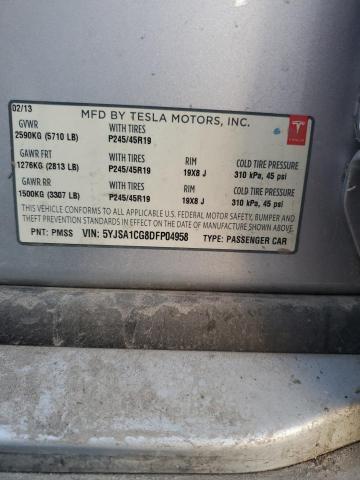 02/13
MFD BY TESLA MOTORS, INC.
GVWR WITH TIRES
2590KG (5710 LB) P245/45R19
GAWR FRT WITH TIRES RIM COLD TIRE PRESSURE
1276KG (2813 LB) P245/45R19 19X8 J 310 kPa, 45 psi
GAWR RR WITH TIRES RIM COLD TIRE PRESSURE
1500KG (3307 LB) P245/45R19 19X8 J 310 kPa, 45 psi
THIS VEHICLE CONFORMS TO ALL APPLICABLE U.S. FEDERAL MOTOR SAFETY, BUMPER AND
THEFT PREVENTION STANDARDS IN EFFECT ON THE DATE OF MANUFACTURE SHOWN ABOVE.
PNT: PMSS VIN: 5YJSA1CG8DFP04958 TYPE: PASSENGER CAR